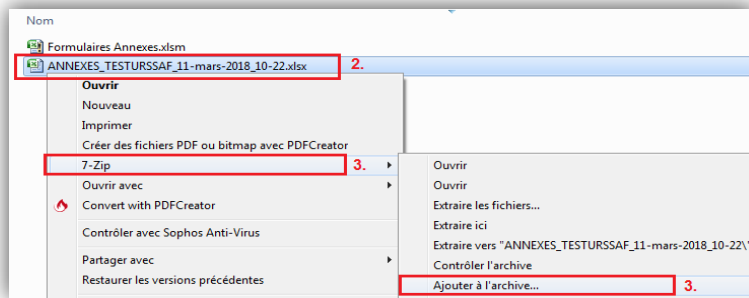 Nom
Formulaires Annexes.xlsm
ANNEXES_TESTURSSAF_11-mars-2018_10-22.xlsx 2.
Ouvrir
Nouveau
Imprimer
Créer des fichiers PDF ou bitmap avec PDFCreator
7-Zip 3.
Ouvrir avec
Convert with PDFCreator
Contrôler avec Sophos Anti-Virus
Partager avec
Restaurer les versions précédentes
Ouvrir
Ouvrir
Extraire les fichiers...
Extraire ici
Extraire vers "ANNEXES_TESTURSSAF_11-mars-2018_10-22\"
Contrôler l'archive
Ajouter à l'archive... 3.